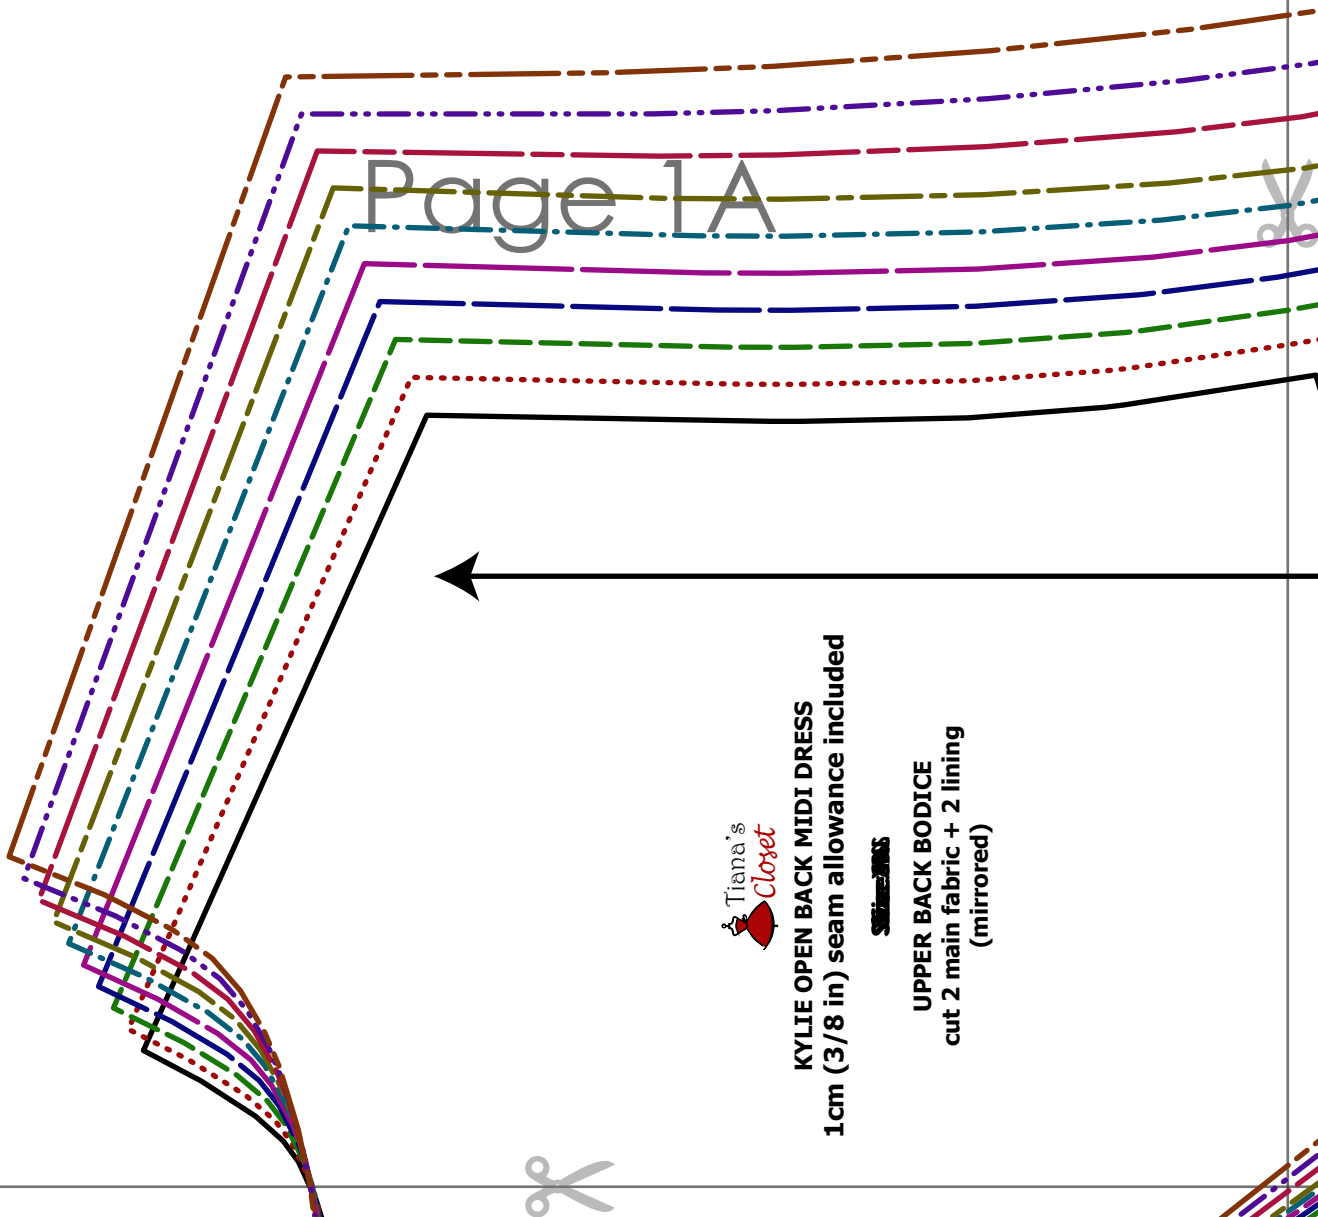 Page 1A
Tiana's
Closet
KYLIE OPEN BACK MIDI DRESS
1cm (3/8 in) seam allowance included
UPPER BACK BODICE
cut 2 main fabric + 2 lining
(mirrored)